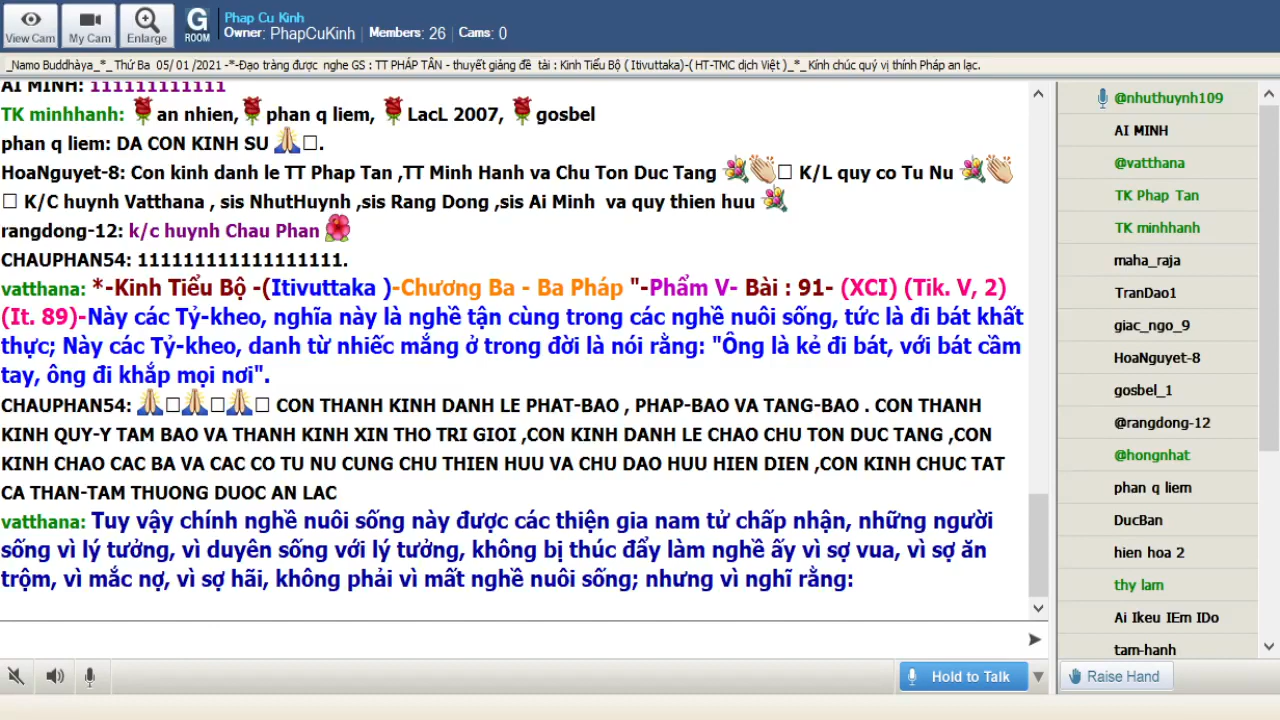 View Cam
My Cam
Enlarge
G
ROOM
Phap Cu Kinh
Owner: PhapCuKinh | Members: 26 | Cams: 0
_Namo Buddhàya_*_ Thứ Ba 05/ 01 /2021 -*-Đạo tràng được nghe GS : TT PHÁP TÂN - thuyết giảng đề tài : Kinh Tiểu Bộ ( Itivuttaka)-( HT-TMC dịch Việt )_*_ Kính chúc quý vị thính Pháp an lạc.
AI MINH: 111111111111
TK minhhanh: 🌹an nhien,🌹phan q liem, 🌹LacL 2007, 🌹gosbel
phan q liem: DA CON KINH SU 🙏□.
HoaNguyet-8: Con kinh danh le TT Phap Tan ,TT Minh Hanh va Chu Ton Duc Tang 💐👏□ K/L quy co Tu Nu 💐👏
□ K/C huynh Vatthana , sis NhutHuynh ,sis Rang Dong ,sis Ai Minh va quy thien huu 💐
rangdong-12: k/c huynh Chau Phan 🌺
CHAUPHAN54: 111111111111111111.
vatthana: *-Kinh Tiểu Bộ -(Itivuttaka )-Chương Ba - Ba Pháp "-Phẩm V- Bài : 91- (XCI) (Tik. V, 2)
(It. 89)-Này các Tỷ-kheo, nghĩa này là nghề tận cùng trong các nghề nuôi sống, tức là đi bát khất
thực; Này các Tỷ-kheo, danh từ nhiếc mắng ở trong đời là nói rằng: "Ông là kẻ đi bát, với bát cầm
tay, ông đi khắp mọi nơi".
CHAUPHAN54: 🙏□🙏□🙏□ CON THANH KINH DANH LE PHAT-BAO , PHAP-BAO VA TANG-BAO . CON THANH
KINH QUY-Y TAM BAO VA THANH KINH XIN THO TRI GIOI ,CON KINH DANH LE CHAO CHU TON DUC TANG ,CON
KINH CHAO CAC BA VA CAC CO TU NU CUNG CHU THIEN HUU VA CHU DAO HUU HIEN DIEN ,CON KINH CHUC TAT
CA THAN-TAM THUONG DUOC AN LAC
vatthana: Tuy vậy chính nghề nuôi sống này được các thiện gia nam tử chấp nhận, những người
sống vì lý tưởng, vì duyên sống với lý tưởng, không bị thúc đẩy làm nghề ấy vì sợ vua, vì sợ ăn
trộm, vì mắc nợ, vì sợ hãi, không phải vì mất nghề nuôi sống; nhưng vì nghĩ rằng:
@nhuthuynh109
AI MINH
@vatthana
TK Phap Tan
TK minhhanh
maha_raja
TranDao1
giac_ngo_9
HoaNguyet-8
gosbel_1
@rangdong-12
@hongnhat
phan q liem
DucBan
hien hoa 2
thy lam
Ai Ikeu IEm IDo
tam-hanh
Hold to Talk
Raise Hand